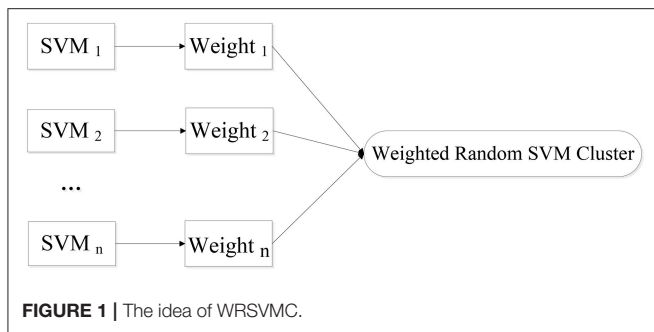 SVM 1 Weight 1
SVM 2 Weight 2
Weighted Random SVM Cluster
...
SVM n Weight n
FIGURE 1 | The idea of WRSVMC.